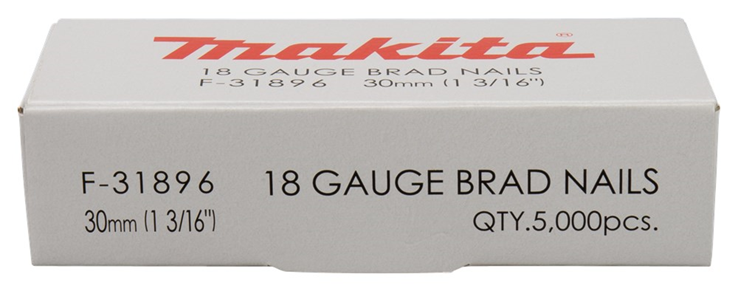 makita®
18 GAUGE BRAD NAILS
F-31896 30mm (1 3/16")
F-31896 18 GAUGE BRAD NAILS
30mm (1 3/16") QTY.5,000pcs.